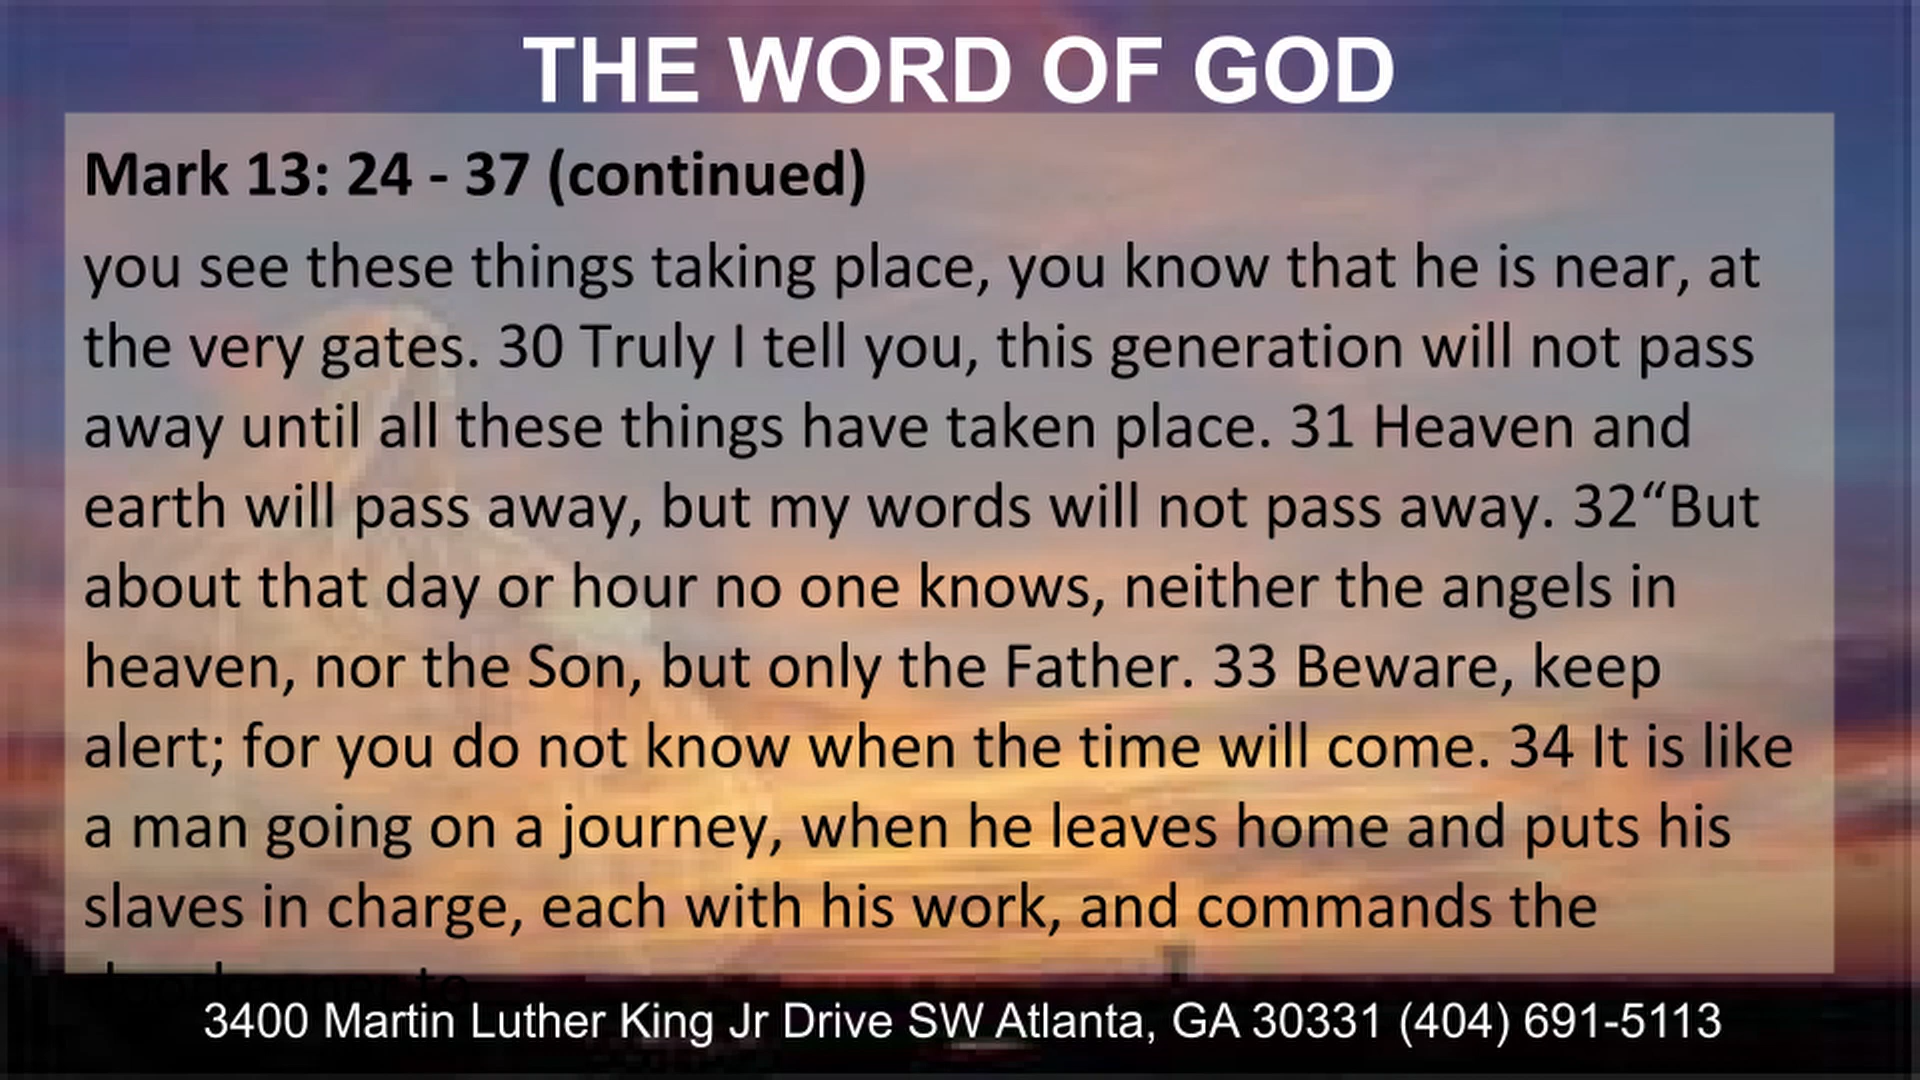 THE WORD OF GOD
Mark 13: 24 - 37 (continued)
you see these things taking place, you know that he is near, at
the very gates. 30 Truly I tell you, this generation will not pass
away until all these things have taken place. 31 Heaven and
earth will pass away, but my words will not pass away. 32“But
about that day or hour no one knows, neither the angels in
heaven, nor the Son, but only the Father. 33 Beware, keep
alert; for you do not know when the time will come. 34 It is like
a man going on a journey, when he leaves home and puts his
slaves in charge, each with his work, and commands the
doorkeeper to
3400 Martin Luther King Jr Drive SW Atlanta, GA 30331 (404) 691-5113